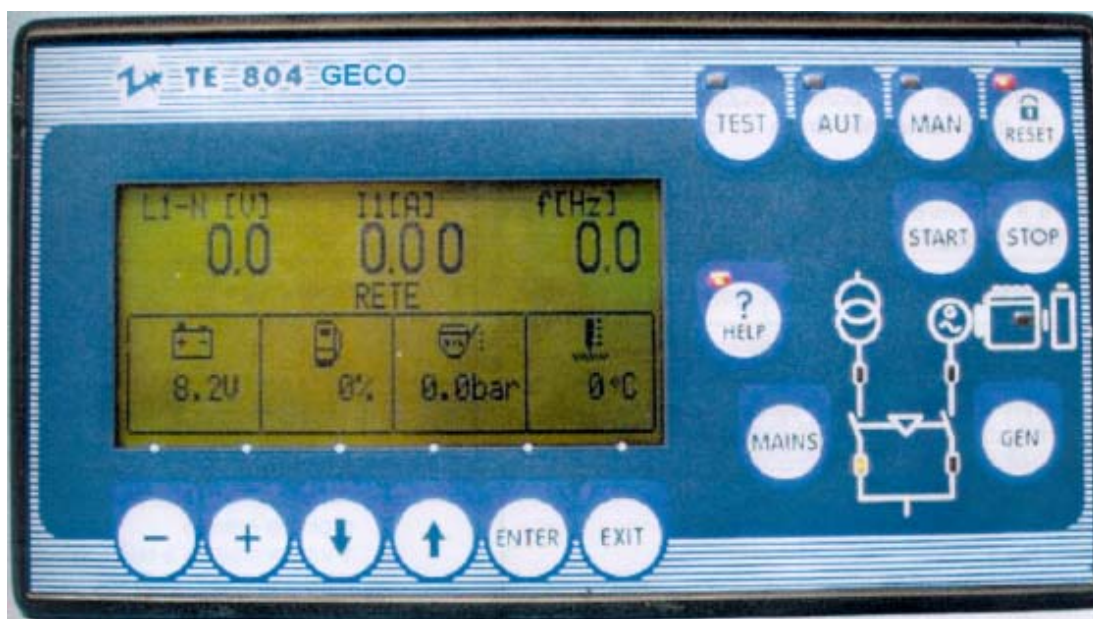 TE 804 GECO
TEST AUT MAN RESET
L1-N [V] I1[A] f[Hz]
0.0 0.00 0.0
RETE
8.2V 0% 0.0bar 0°C
START STOP
? HELP
MAINS GEN
- + ENTER EXIT